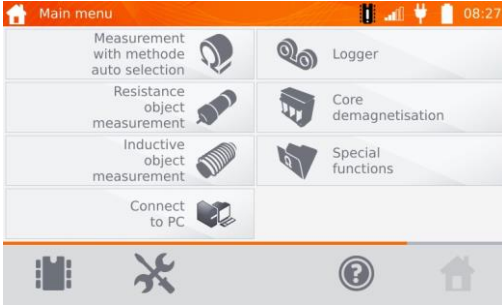 Main menu
08:27
Measurement
with methode
auto selection
Logger
Resistance
object
measurement
Core
demagnetisation
Inductive
object
measurement
Special
functions
Connect
to PC